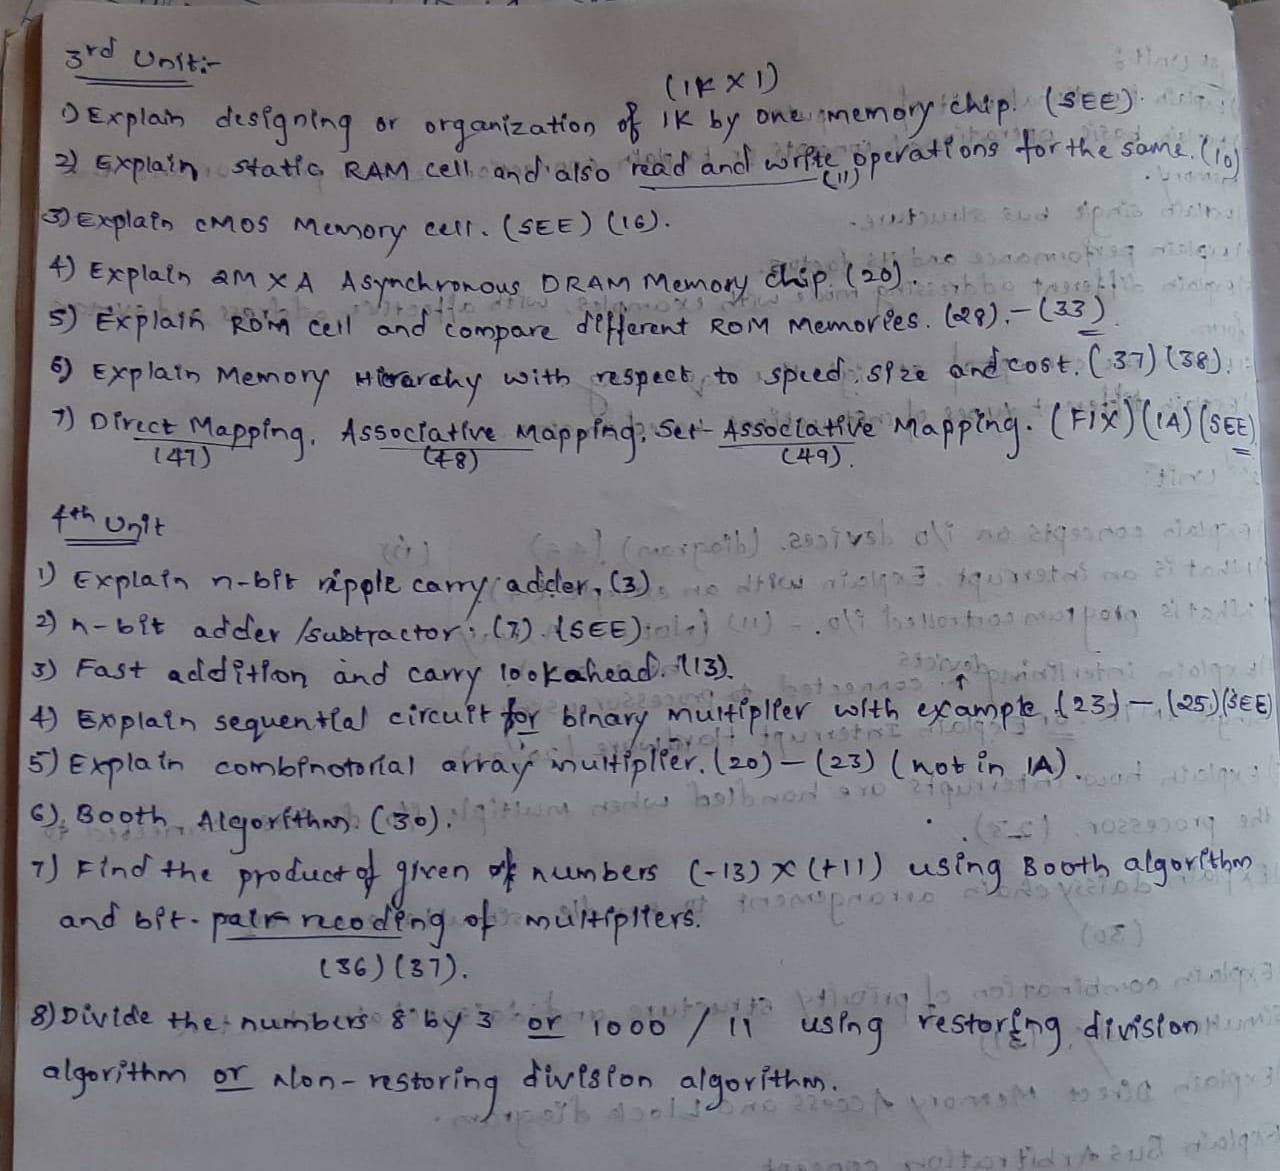 3rd Unit:-
(1K X 1)
1) Explain designing or organization of 1K by one memory chip. (SEE).
2) Explain static RAM cell and also read and write operations for the same. (10)
(11)
3) Explain CMOS Memory cell. (SEE) (16).
4) Explain 2M X A Asynchronous DRAM Memory chip. (20).
5) Explain ROM cell and compare different ROM Memories. (28). - (33)
6) Explain Memory Hierarchy with respect to speed, size and cost. (37) (38).
7) Direct Mapping, Associative Mapping, Set-Associative Mapping. (FIX) (IA) (SEE)
(47) (48) (49).
4th Unit
1) Explain n-bit ripple carry adder. (3).
2) n-bit adder /subtractor. (7). (SEE)
3) Fast addition and carry lookahead. (13).
4) Explain sequential circuit for binary multiplier with example (23) - (25) (SEE)
5) Explain combinotorial array multiplier. (20) - (23) (not in IA).
6) Booth Algorithm. (30).
7) Find the product of given numbers (-13) X (+11) using Booth algorithm
and bit-pair recoding of multipliers.
(36) (37).
8) Divide the numbers 8 by 3 or 1000 / 11 using restoring division
algorithm or Non-restoring division algorithm.